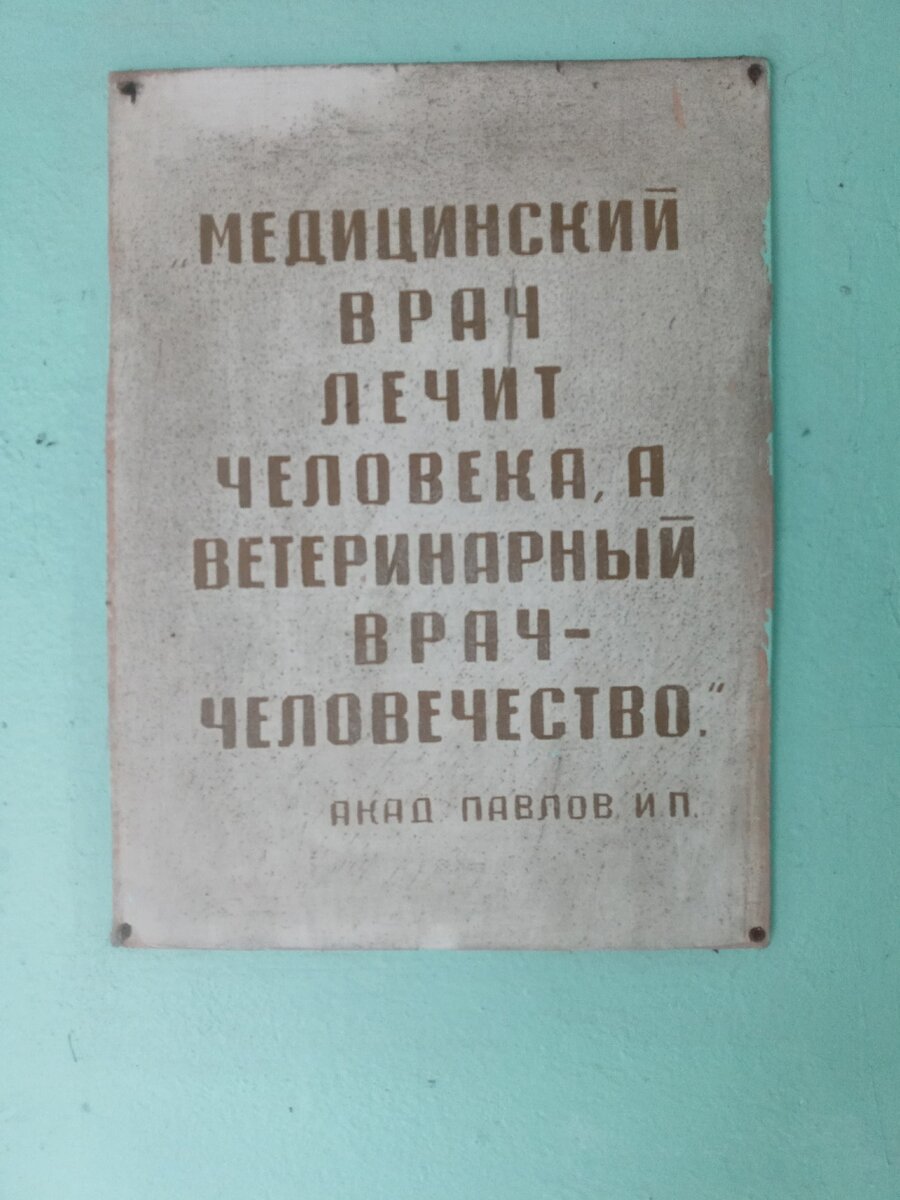 „МЕДИЦИНСКИЙ
ВРАЧ
ЛЕЧИТ
ЧЕЛОВЕКА, А
ВЕТЕРИНАРНЫЙ
ВРАЧ-
ЧЕЛОВЕЧЕСТВО.“
АКАД. ПАВЛОВ, И.П.